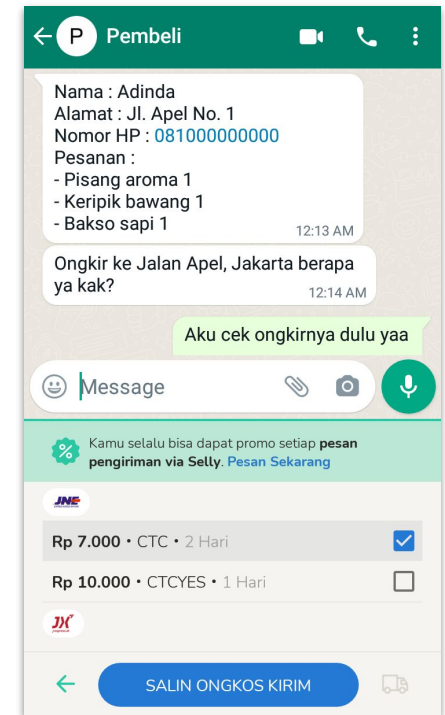 P Pembeli
Nama : Adinda
Alamat : Jl. Apel No. 1
Nomor HP : 081000000000
Pesanan :
- Pisang aroma 1
- Keripik bawang 1
- Bakso sapi 1
12:13 AM
Ongkir ke Jalan Apel, Jakarta berapa
ya kak?
12:14 AM
Aku cek ongkirnya dulu yaa
Message
Kamu selalu bisa dapat promo setiap pesan
pengiriman via Selly. Pesan Sekarang
JNE
Rp 7.000 • CTC • 2 Hari
Rp 10.000 • CTCYES • 1 Hari
JX
SALIN ONGKOS KIRIM